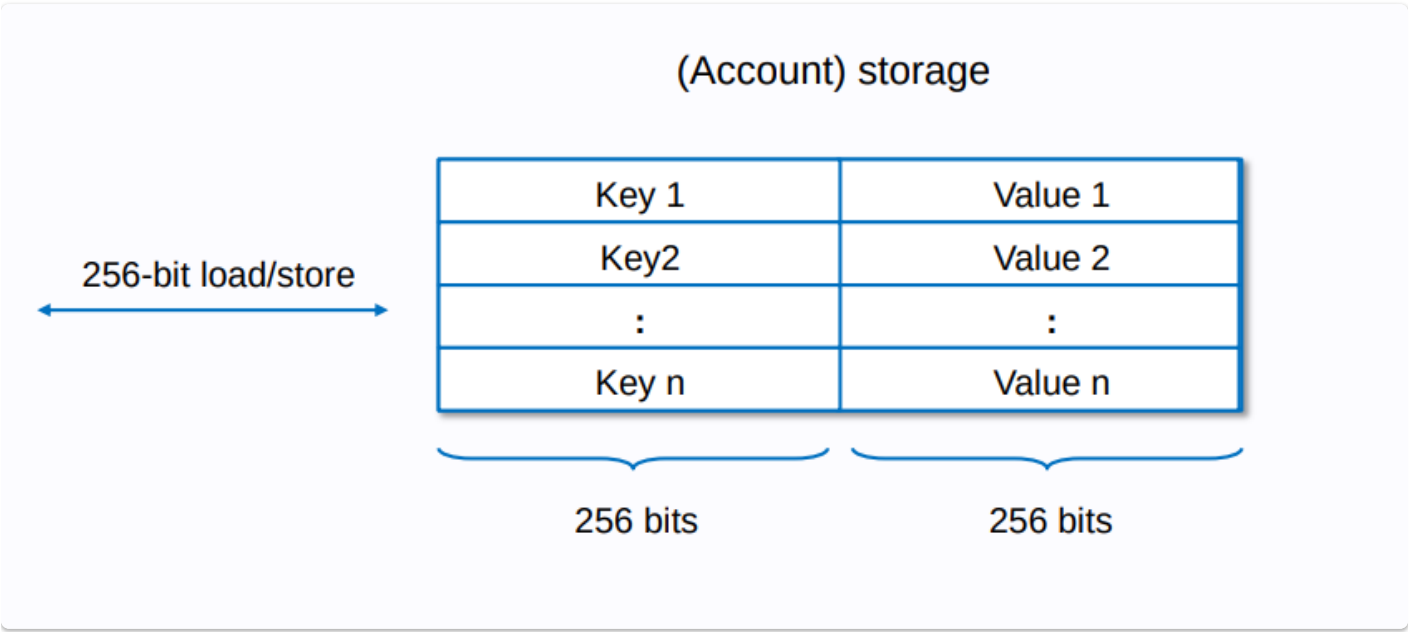 (Account) storage
256-bit load/store
Key 1 Value 1
Key2 Value 2
: :
Key n Value n
256 bits 256 bits